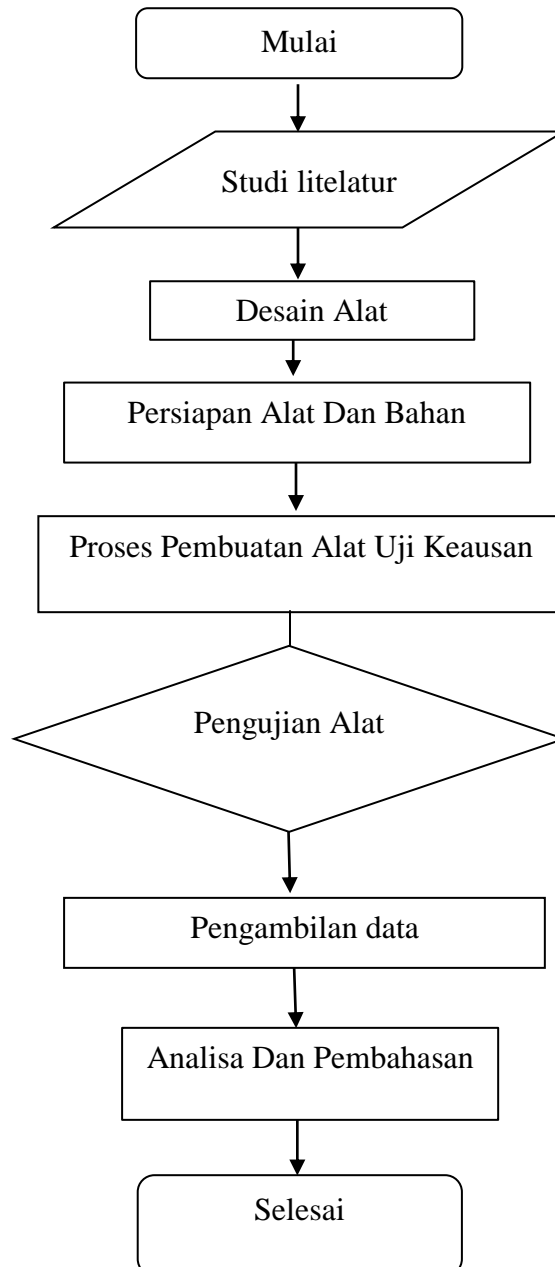 Mulai
Studi litelatur
Desain Alat
Persiapan Alat Dan Bahan
Proses Pembuatan Alat Uji Keausan
Pengujian Alat
Pengambilan data
Analisa Dan Pembahasan
Selesai